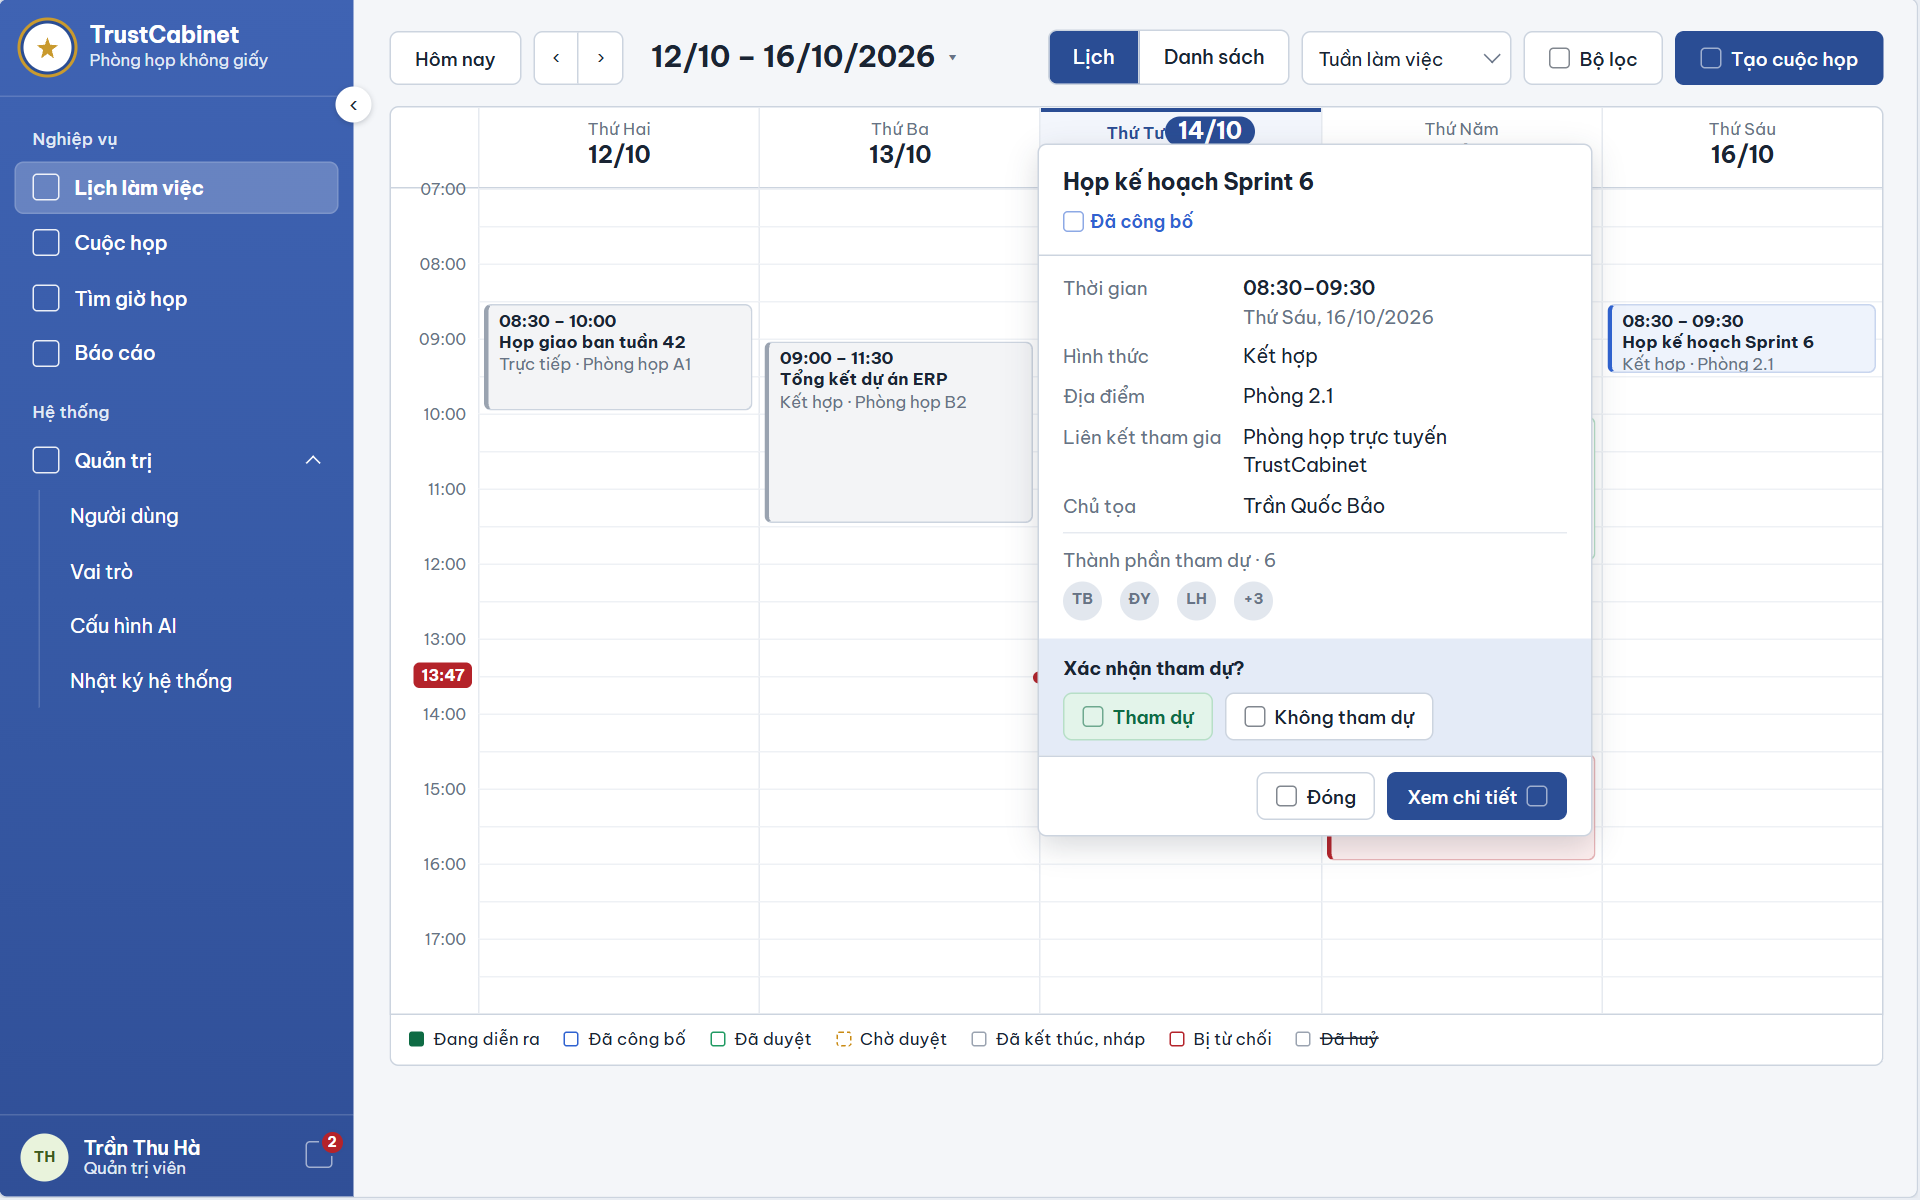 TrustCabinet
Phòng họp không giấy
Nghiệp vụ
Lịch làm việc
Cuộc họp
Tìm giờ họp
Báo cáo
Hệ thống
Quản trị
Người dùng
Vai trò
Cấu hình AI
Nhật ký hệ thống
TH
Trần Thu Hà
Quản trị viên
2
Hôm nay
‹ ›
12/10 – 16/10/2026
Lịch
Danh sách
Tuần làm việc
Bộ lọc
Tạo cuộc họp
Thứ Hai
12/10
Thứ Ba
13/10
Thứ Tư 14/10
Thứ Năm
Thứ Sáu
16/10
07:00
08:00
09:00
10:00
11:00
12:00
13:00
13:47
14:00
15:00
16:00
17:00
08:30 – 10:00
Họp giao ban tuần 42
Trực tiếp · Phòng họp A1
09:00 – 11:30
Tổng kết dự án ERP
Kết hợp · Phòng họp B2
08:30 – 09:30
Họp kế hoạch Sprint 6
Kết hợp · Phòng 2.1
Họp kế hoạch Sprint 6
Đã công bố
Thời gian
08:30–09:30
Thứ Sáu, 16/10/2026
Hình thức
Kết hợp
Địa điểm
Phòng 2.1
Liên kết tham gia
Phòng họp trực tuyến
TrustCabinet
Chủ tọa
Trần Quốc Bảo
Thành phần tham dự · 6
TB
ĐY
LH
+3
Xác nhận tham dự?
Tham dự
Không tham dự
Đóng
Xem chi tiết
Đang diễn ra
Đã công bố
Đã duyệt
Chờ duyệt
Đã kết thúc, nháp
Bị từ chối
Đã huỷ